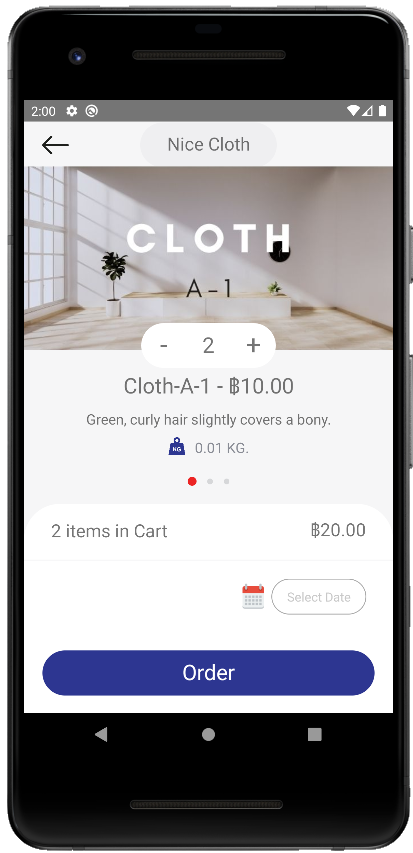 2:00
Nice Cloth
CLOTH
A-1
- 2 +
Cloth-A-1 - ฿10.00
Green, curly hair slightly covers a bony.
NG 0.01 KG.
2 items in Cart ฿20.00
Select Date
Order